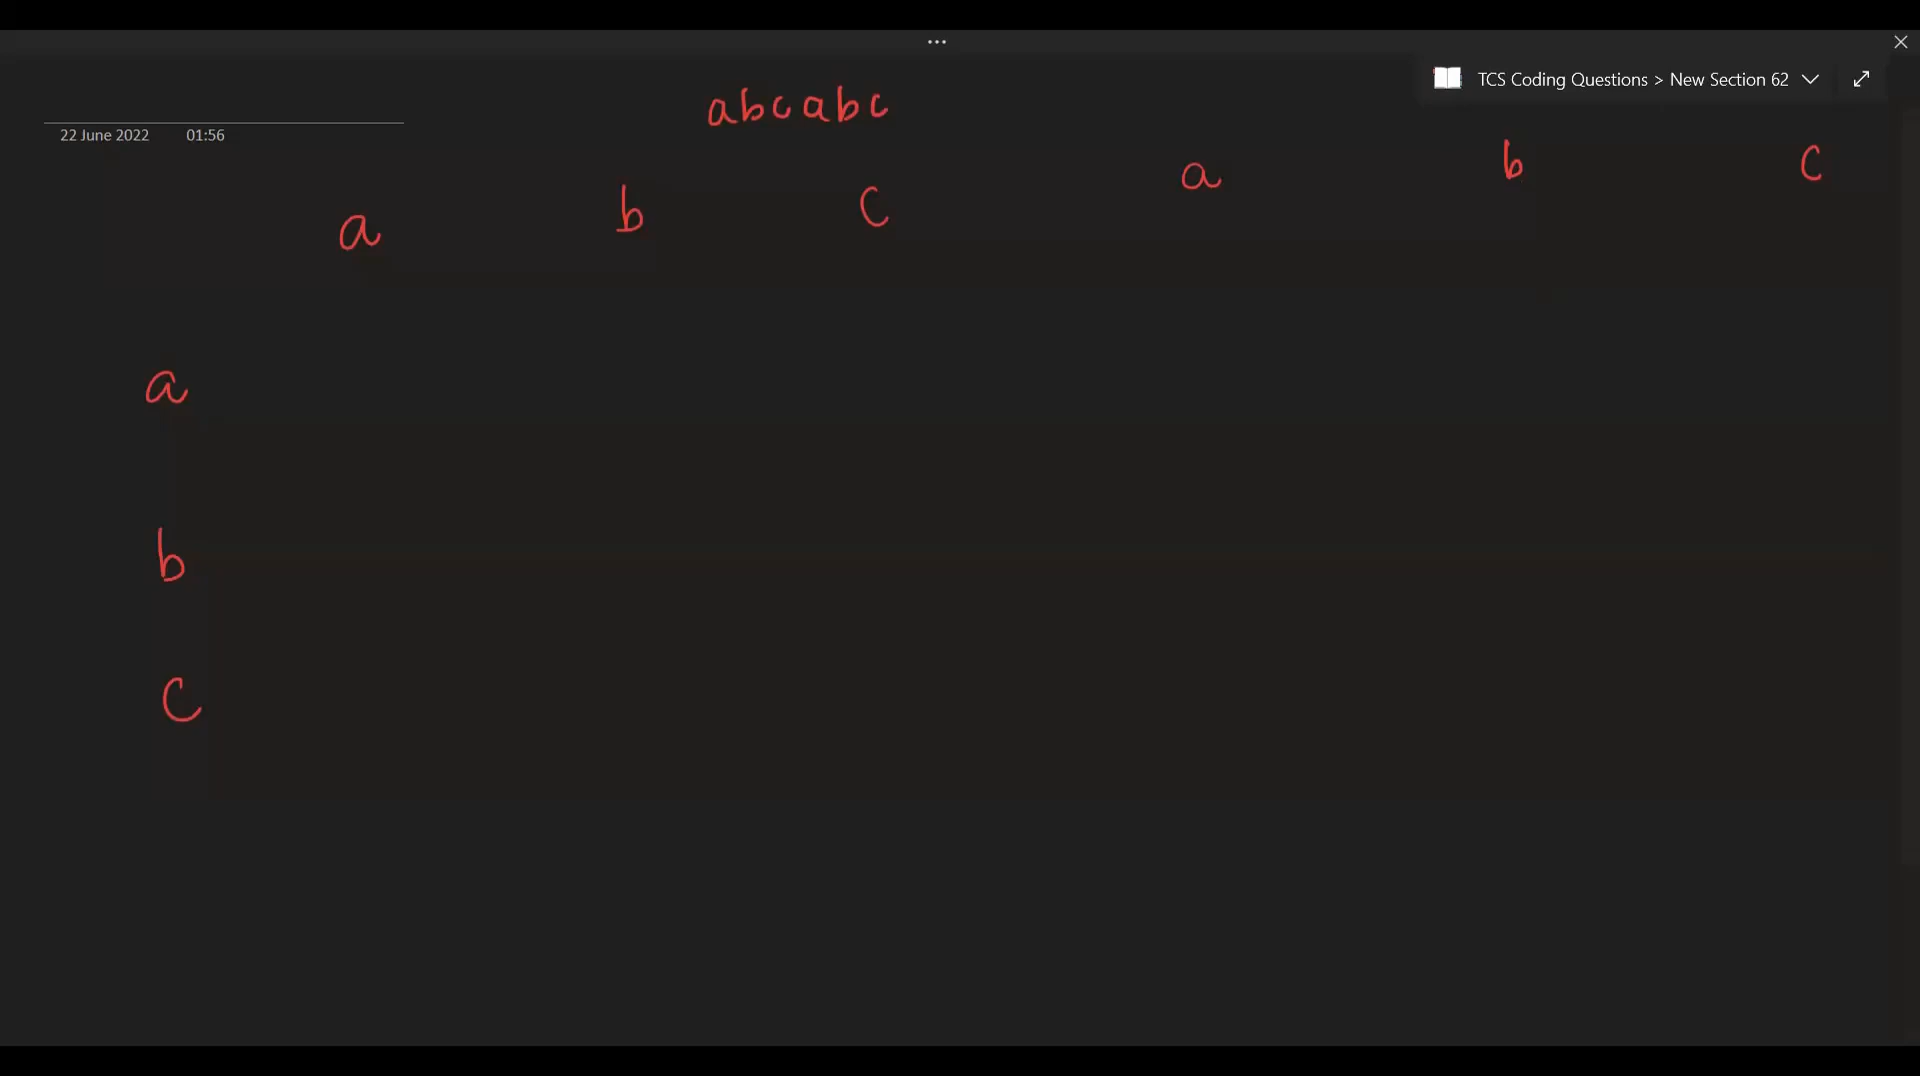 TCS Coding Questions > New Section 62
abcabc
22 June 2022 01:56
a b c a b c
a
b
c